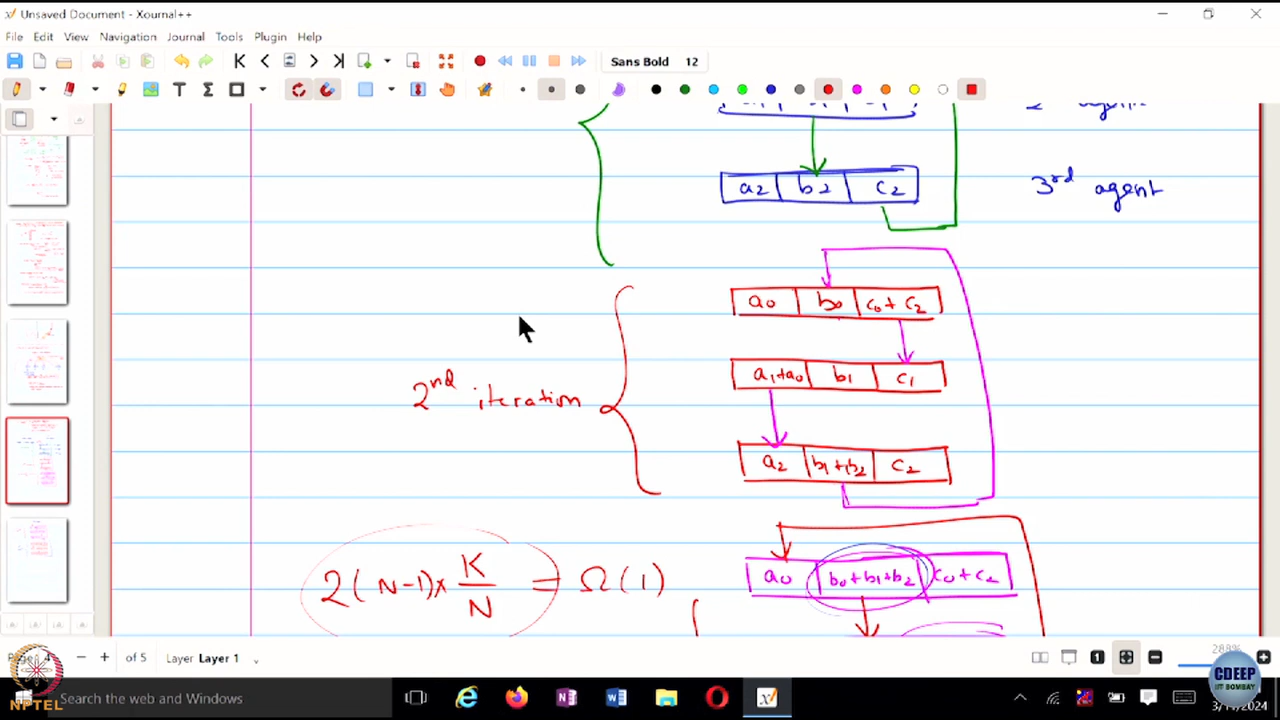 Unsaved Document - Xournal++
File Edit View Navigation Journal Tools Plugin Help
Sans Bold 12
a2 b2 c2
3rd agent
a0 b0 c0+c2
a1+a0 b1 c1
2nd iteration
a2 b1+b2 c2
a0 b0+b1+b2 c0+c2
2(N-1)x K/N = Ω(1)
of 5 Layer Layer 1
288%
Search the web and Windows
NPTEL
CDEEP
IIT BOMBAY